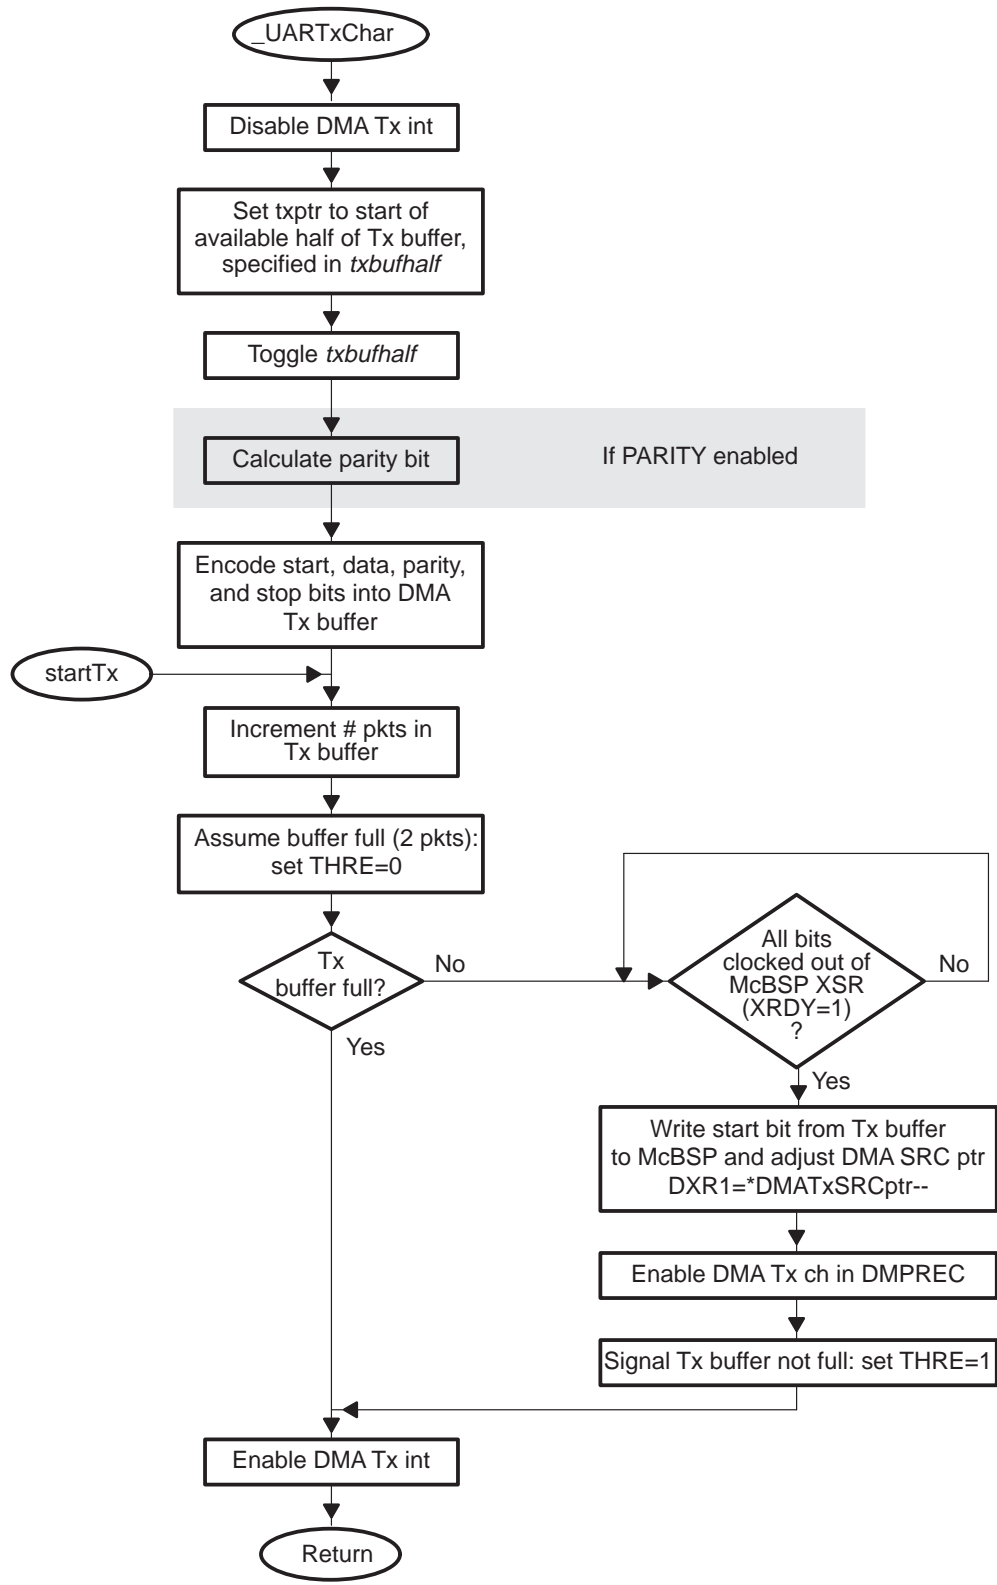 _UARTxChar
Disable DMA Tx int
Set txptr to start of
available half of Tx buffer,
specified in txbufhalf
Toggle txbufhalf
Calculate parity bit
If PARITY enabled
Encode start, data, parity,
and stop bits into DMA
Tx buffer
startTx
Increment # pkts in
Tx buffer
Assume buffer full (2 pkts):
set THRE=0
Tx
buffer full?
No
Yes
All bits
clocked out of
McBSP XSR
(XRDY=1)
?
No
Yes
Write start bit from Tx buffer
to McBSP and adjust DMA SRC ptr
DXR1=*DMATxSRCptr--
Enable DMA Tx ch in DMPREC
Signal Tx buffer not full: set THRE=1
Enable DMA Tx int
Return